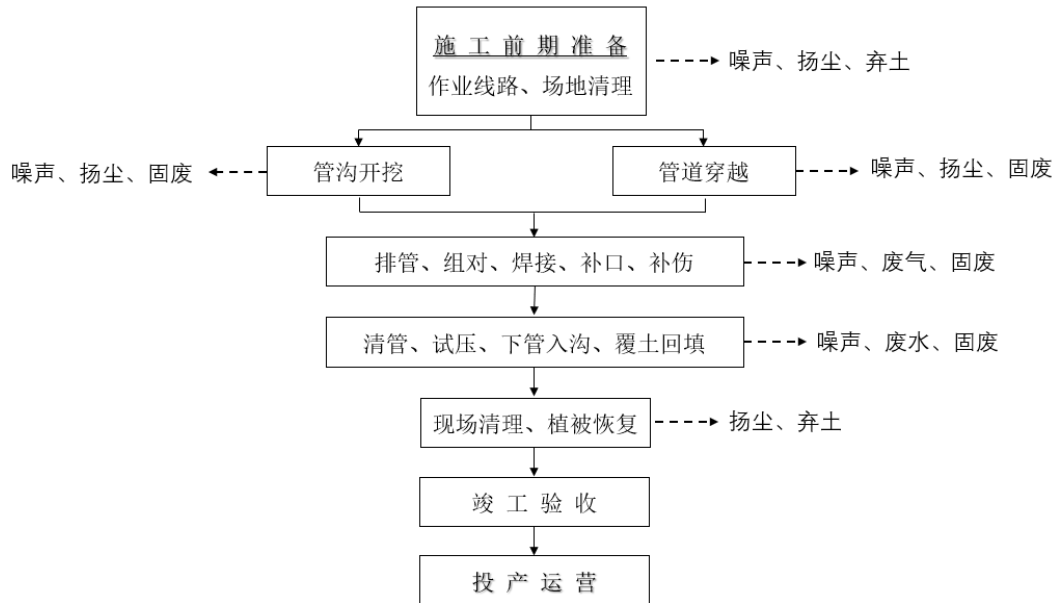 施工前期准备
作业线路、场地清理
噪声、扬尘、弃土
噪声、扬尘、固废
管沟开挖
管道穿越
噪声、扬尘、固废
排管、组对、焊接、补口、补伤
噪声、废气、固废
清管、试压、下管入沟、覆土回填
噪声、废水、固废
现场清理、植被恢复
扬尘、弃土
竣工验收
投产运营